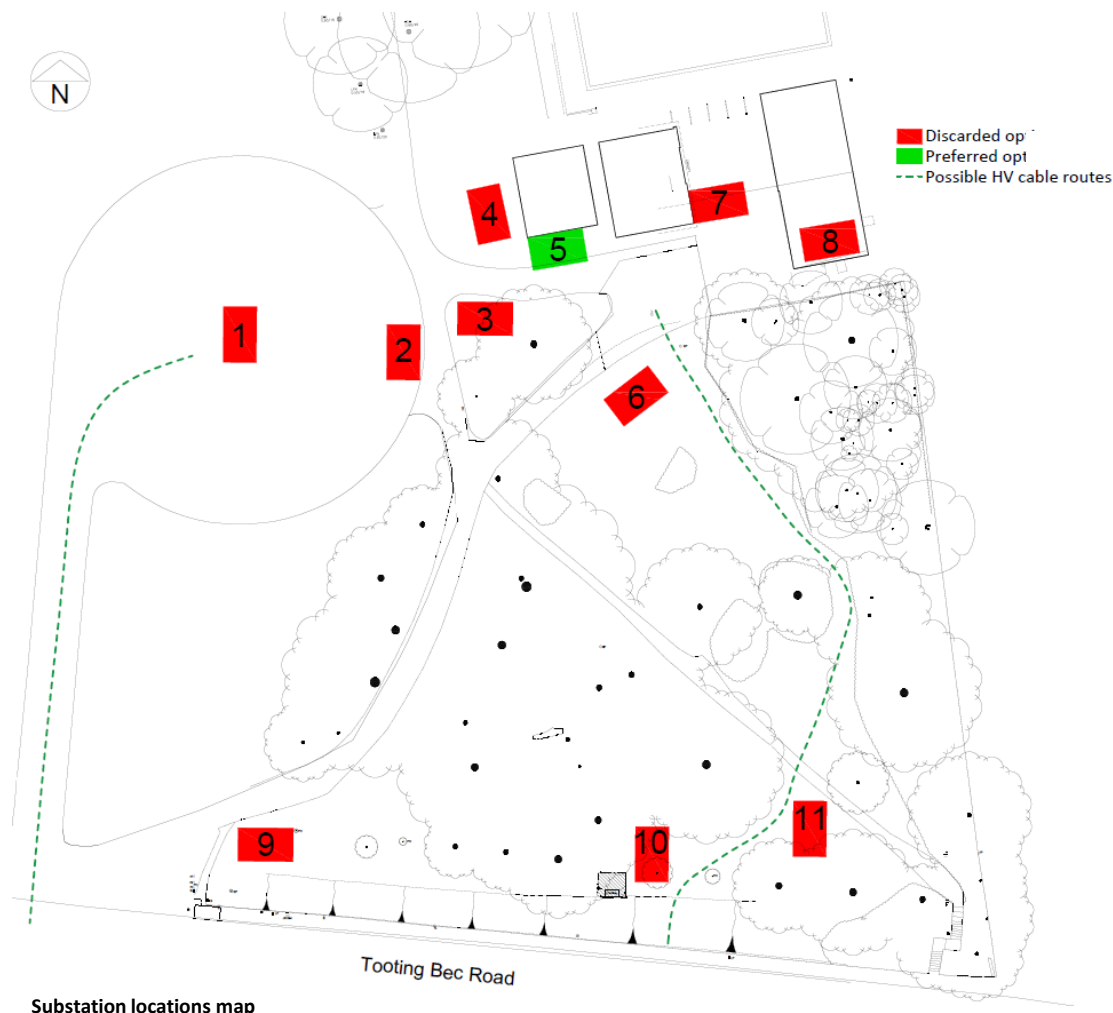 N
Discarded opt
Preferred opt
Possible HV cable routes
4
7
5
8
1
3
2
6
9
10
11
Tooting Bec Road
Substation locations map